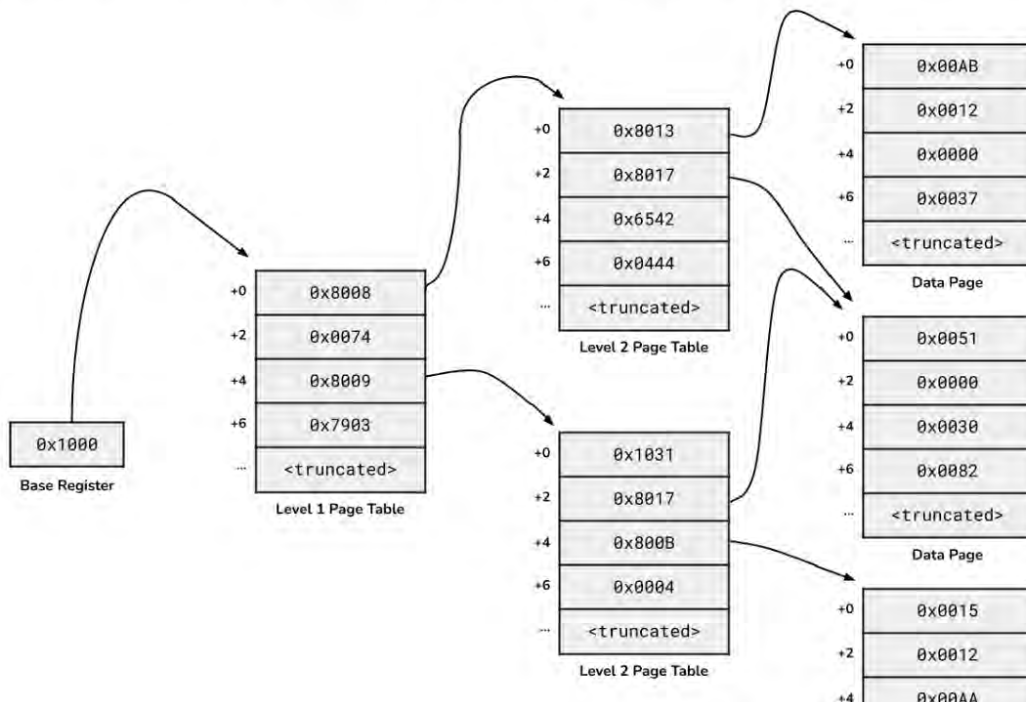 0x1000
Base Register
+0 0x8008
+2 0x0074
+4 0x8009
+6 0x7903
... <truncated>
Level 1 Page Table
+0 0x8013
+2 0x8017
+4 0x6542
+6 0x0444
... <truncated>
Level 2 Page Table
+0 0x1031
+2 0x8017
+4 0x800B
+6 0x0004
... <truncated>
Level 2 Page Table
+0 0x00AB
+2 0x0012
+4 0x0000
+6 0x0037
... <truncated>
Data Page
+0 0x0051
+2 0x0000
+4 0x0030
+6 0x0082
... <truncated>
Data Page
+0 0x0015
+2 0x0012
+4 0x00AA